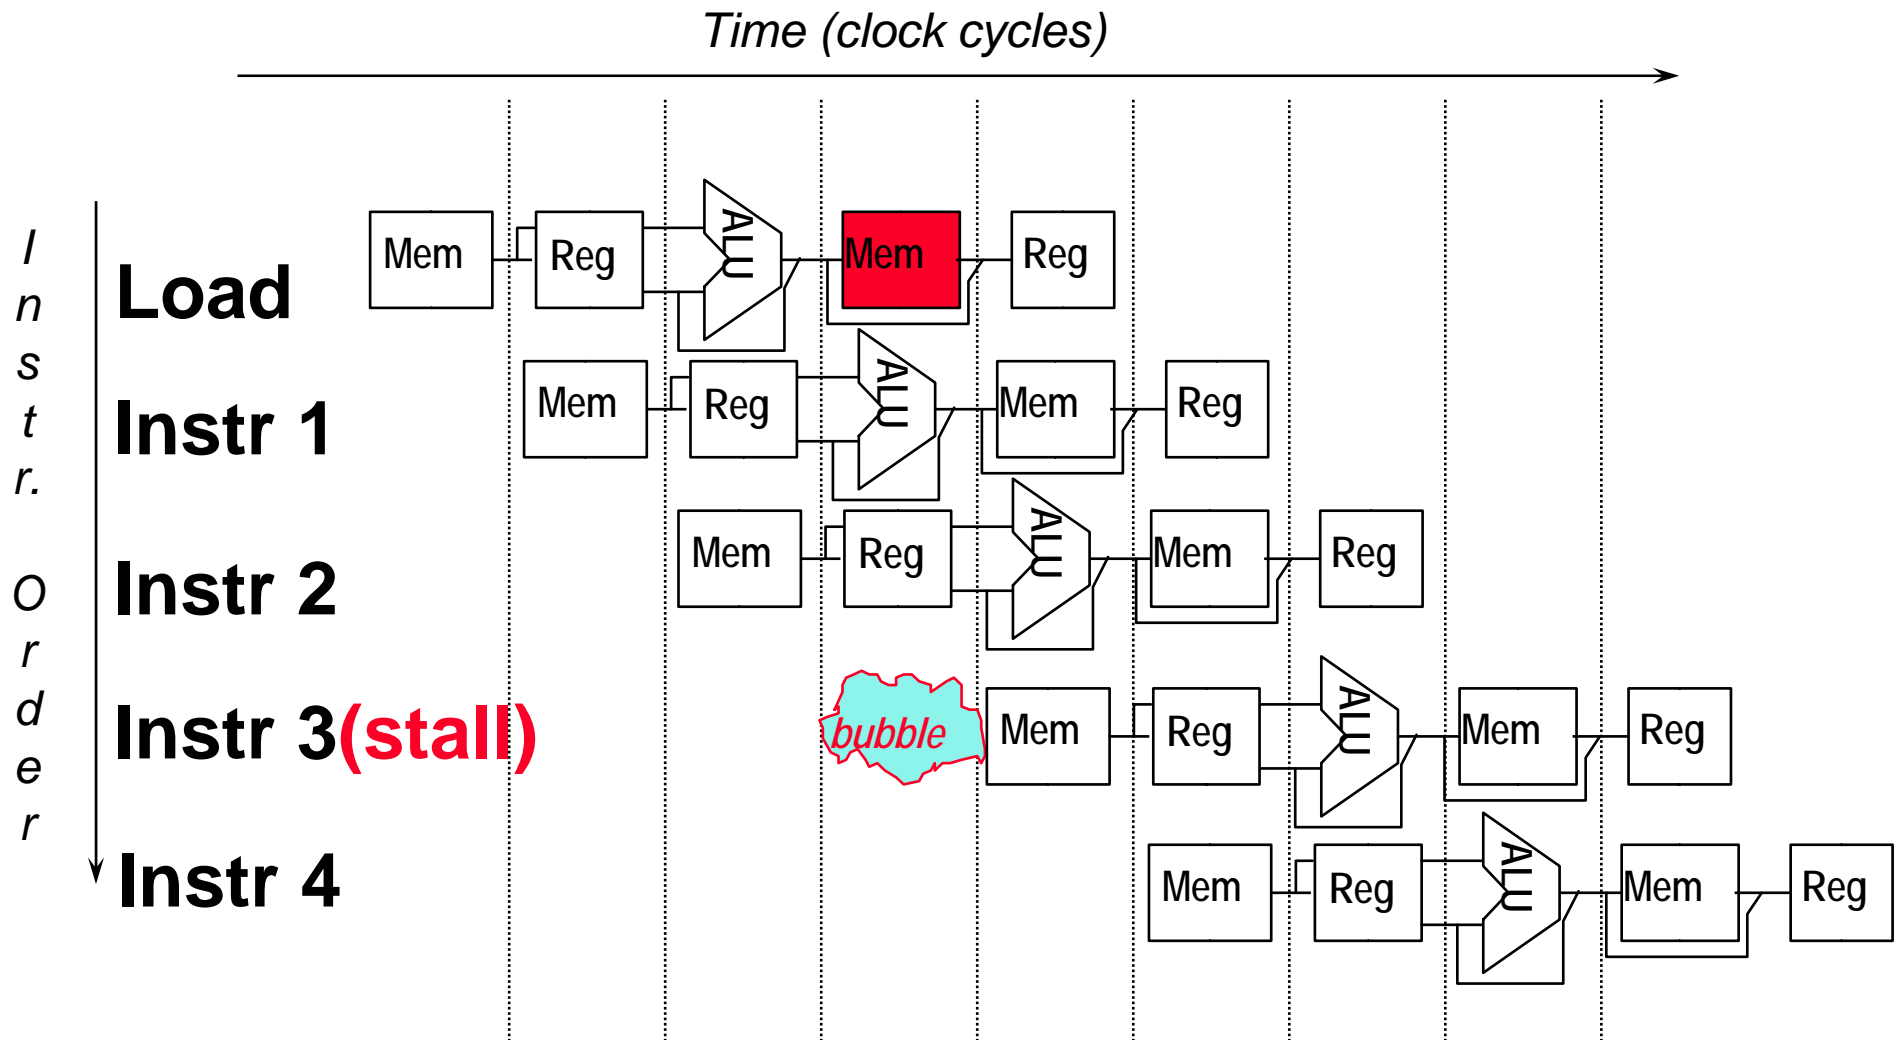 Time (clock cycles)
Instr. Order
Load
Mem Reg ALU Mem Reg
Instr 1
Mem Reg ALU Mem Reg
Instr 2
Mem Reg ALU Mem Reg
Instr 3(stall)
bubble Mem Reg ALU Mem Reg
Instr 4
Mem Reg ALU Mem Reg